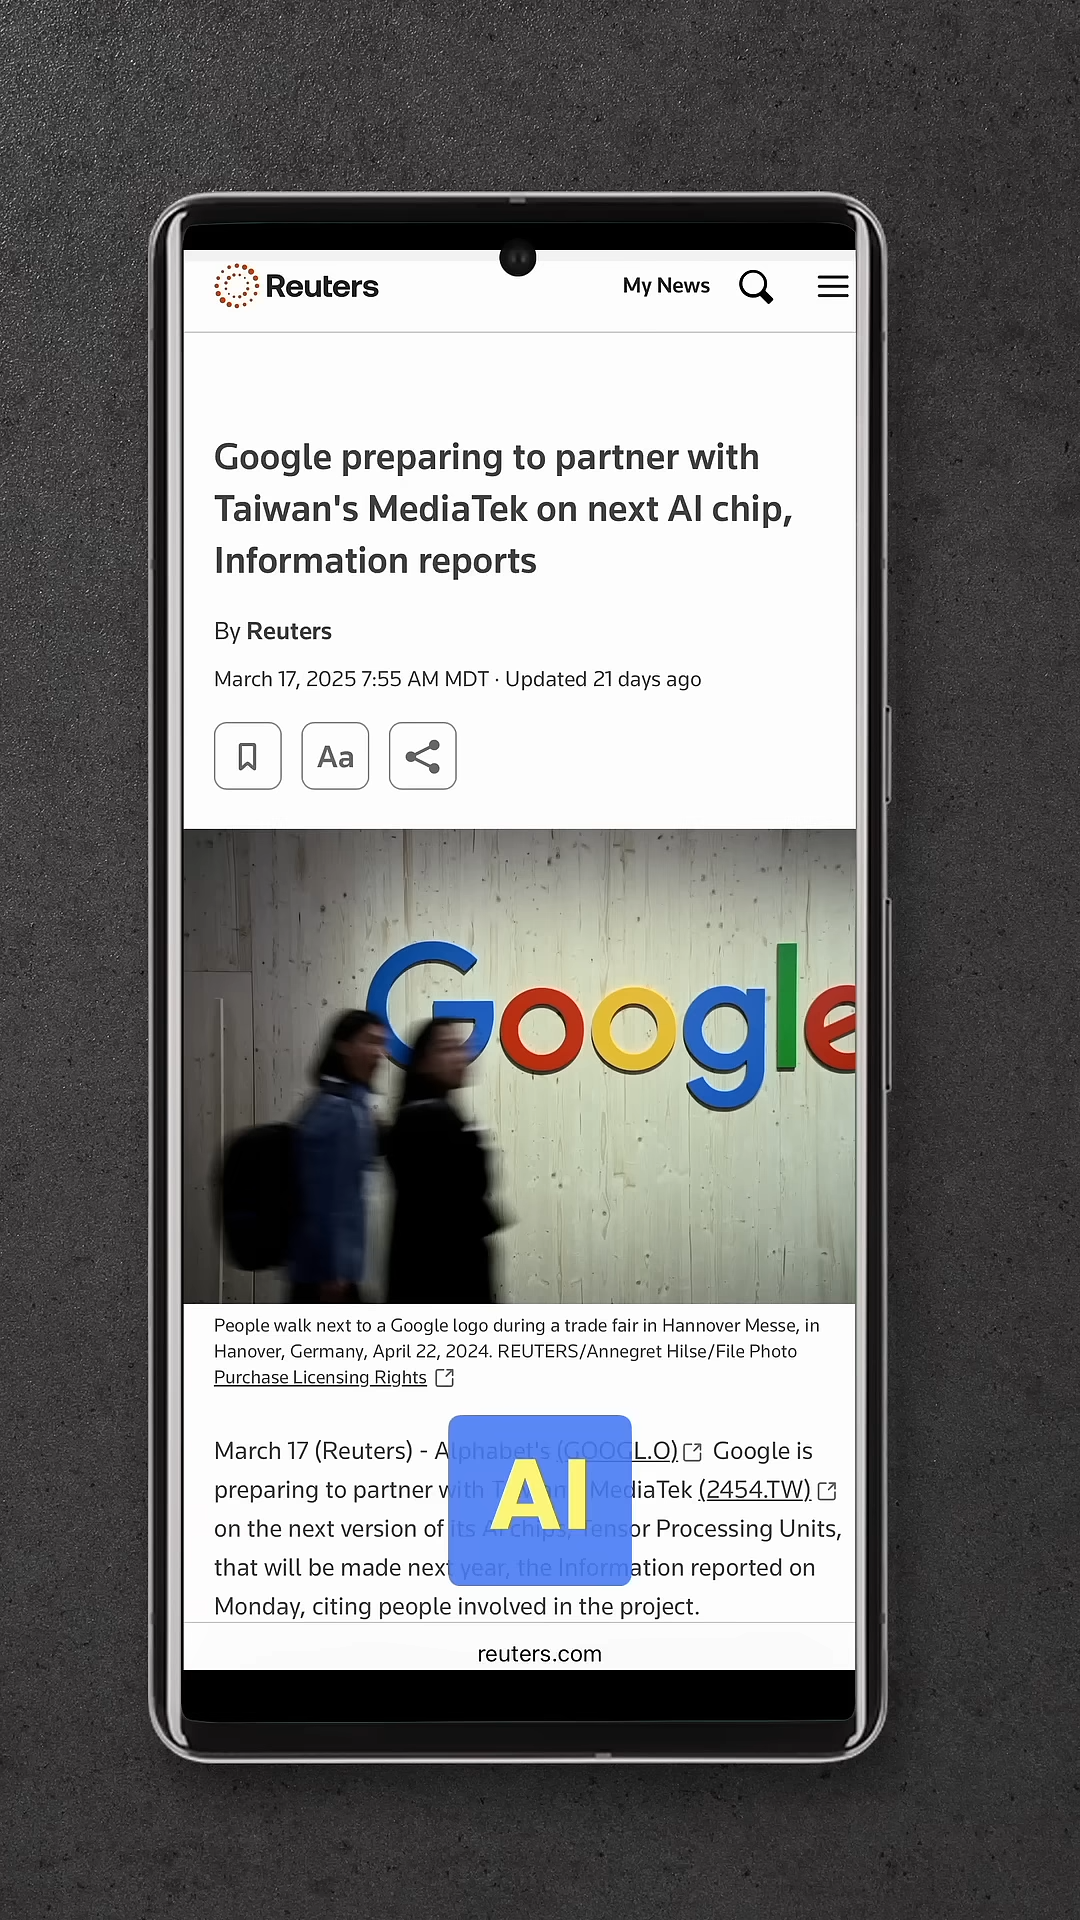 Reuters
My News
Google preparing to partner with
Taiwan's MediaTek on next AI chip,
Information reports
By Reuters
March 17, 2025 7:55 AM MDT · Updated 21 days ago
Aa
Google
People walk next to a Google logo during a trade fair in Hannover Messe, in
Hanover, Germany, April 22, 2024. REUTERS/Annegret Hilse/File Photo
Purchase Licensing Rights
March 17 (Reuters) - Alphabet's (GOOGL.O) Google is
preparing to partner with Taiwan's MediaTek (2454.TW)
on the next version of its AI chips, Tensor Processing Units,
that will be made next year, the Information reported on
Monday, citing people involved in the project.
AI
reuters.com